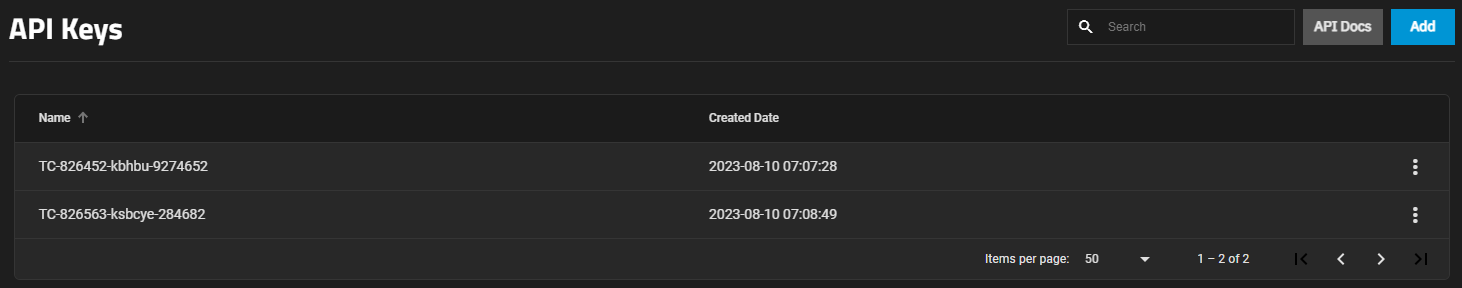 API Keys
Search
API Docs
Add
Name
Created Date
TC-826452-kbhbu-9274652
2023-08-10 07:07:28
TC-826563-ksbcye-284682
2023-08-10 07:08:49
Items per page: 50
1 – 2 of 2